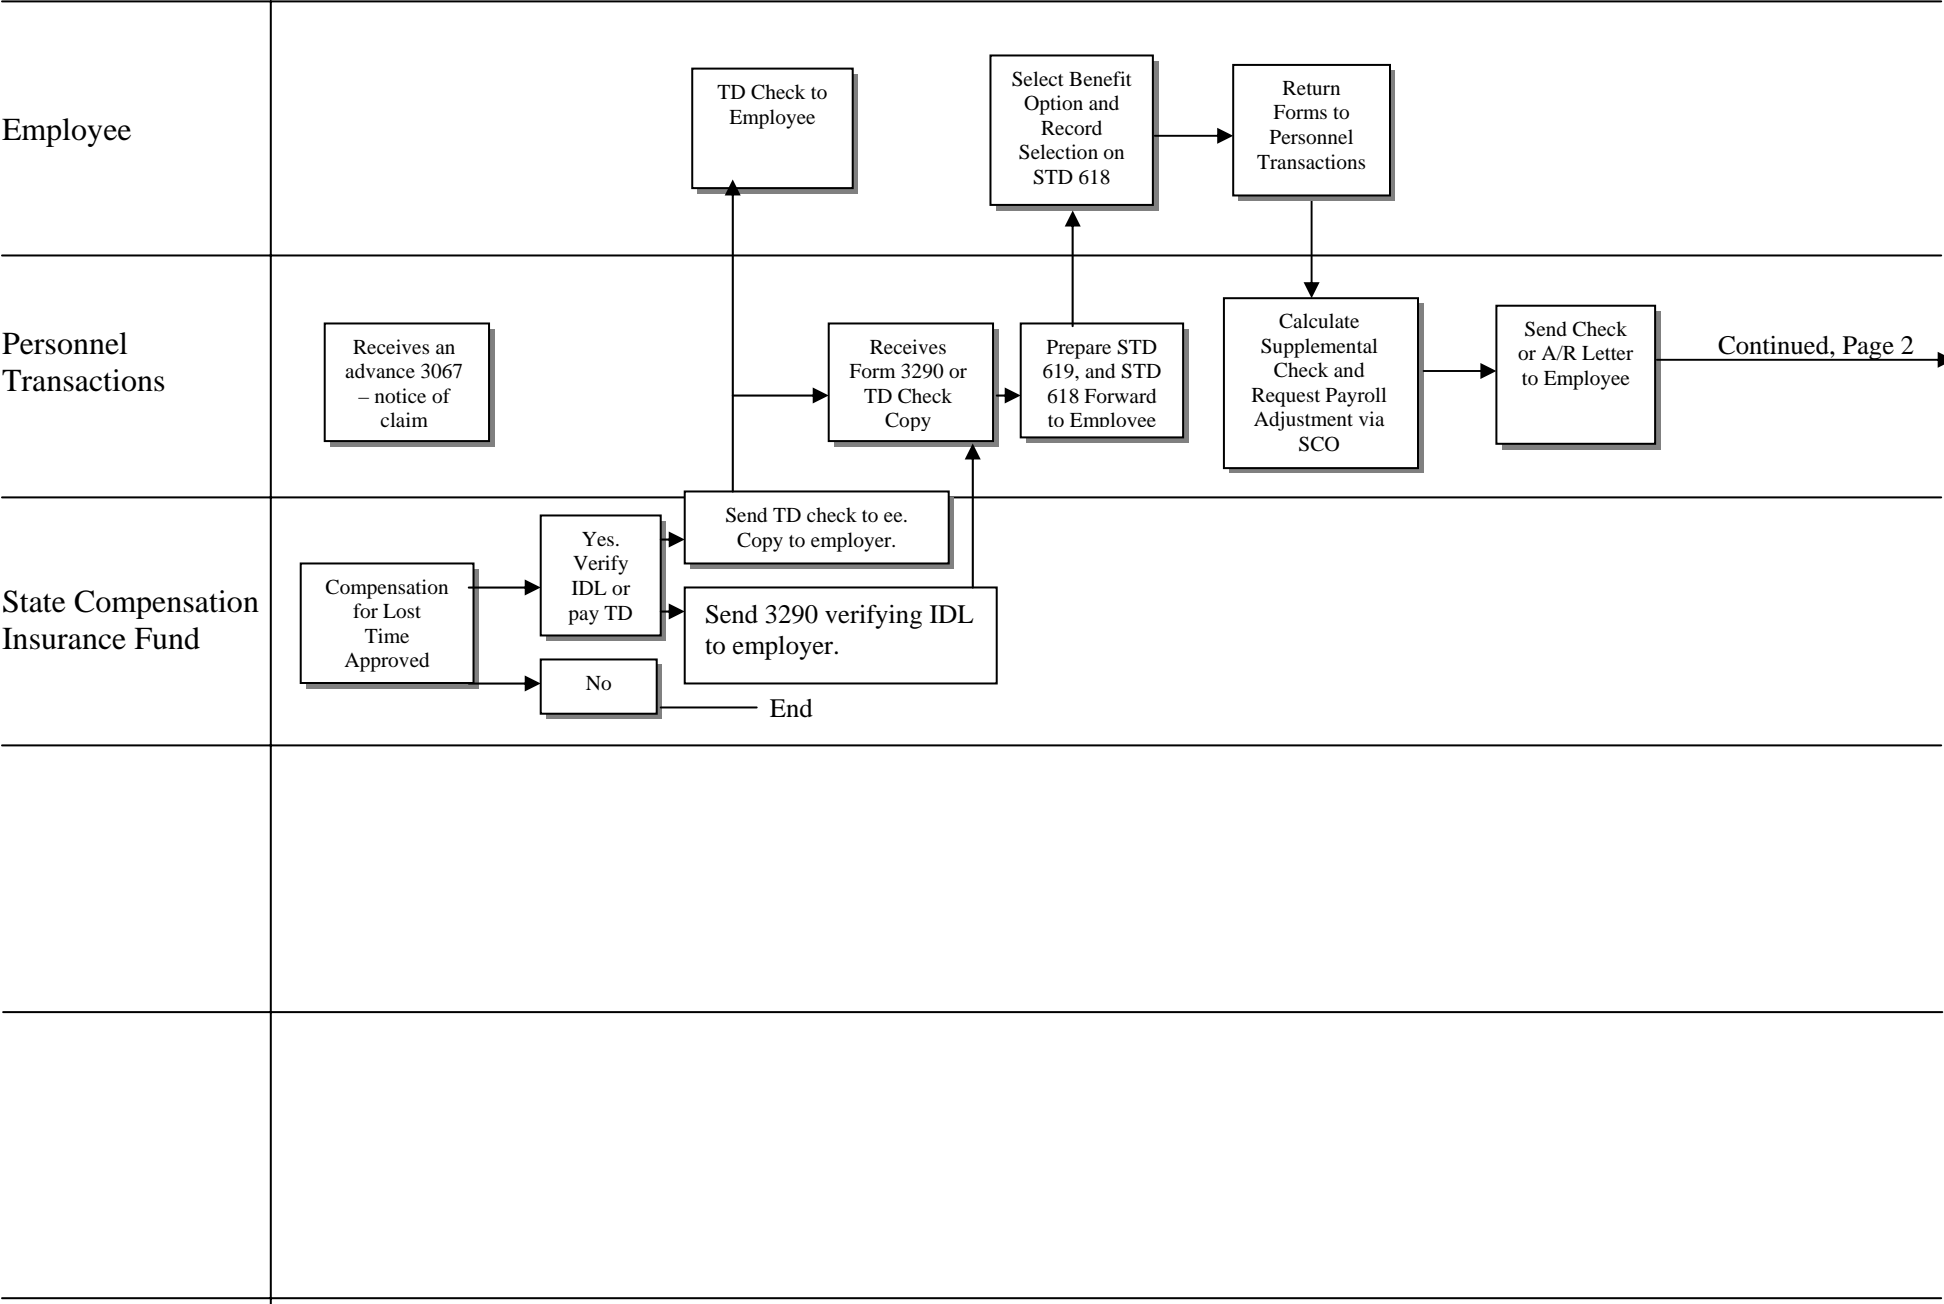 Employee
TD Check to
Employee
Select Benefit
Option and
Record
Selection on
STD 618
Return
Forms to
Personnel
Transactions
Personnel
Transactions
Receives an
advance 3067
– notice of
claim
Receives
Form 3290 or
TD Check
Copy
Prepare STD
619, and STD
618 Forward
to Employee
Calculate
Supplemental
Check and
Request Payroll
Adjustment via
SCO
Send Check
or A/R Letter
to Employee
Continued, Page 2
State Compensation
Insurance Fund
Compensation
for Lost
Time
Approved
Yes.
Verify
IDL or
pay TD
Send TD check to ee.
Copy to employer.
Send 3290 verifying IDL
to employer.
No
End